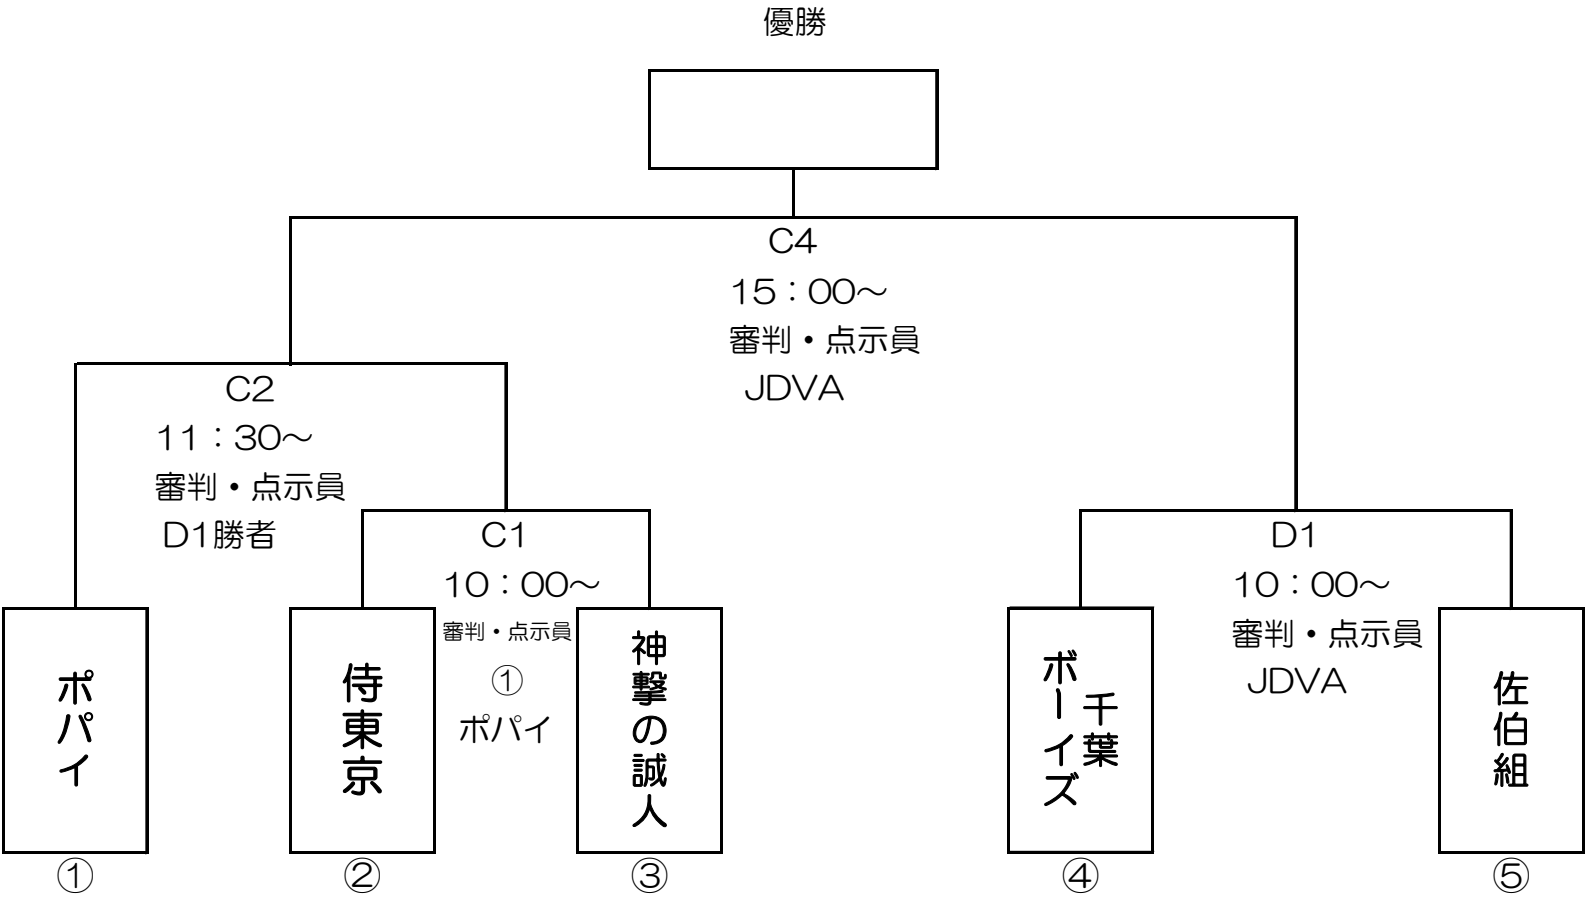 優勝
C4
15：00～
審判・点示員
JDVA
C2
11：30～
審判・点示員
D1勝者
C1
10：00～
審判・点示員
①
ポパイ
D1
10：00～
審判・点示員
JDVA
ポパイ
侍東京
神撃の誠人
千葉
ボーイズ
佐伯組
①
②
③
④
⑤